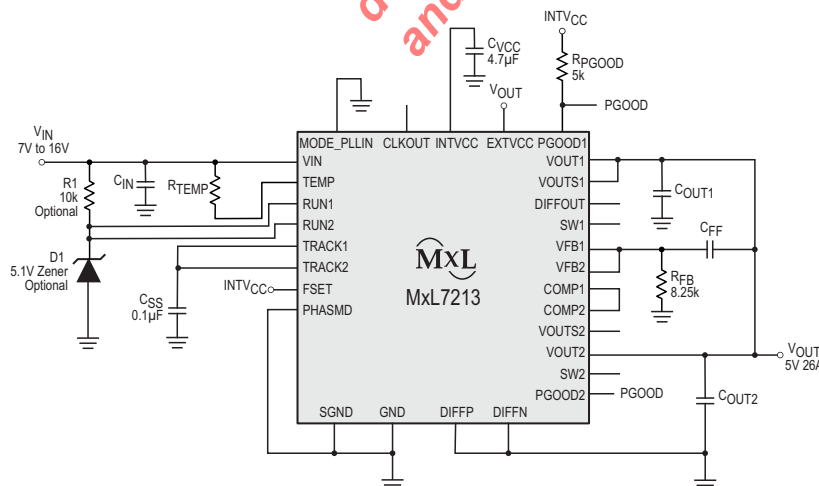 d
an
INTVCC
CVCC
4.7µF
RPGOOD
5k
VOUT
PGOOD
VIN
7V to 16V
MODE_PLLIN CLKOUT INTVCC EXTVCC PGOOD1
VIN
TEMP
RUN1
RUN2
TRACK1
TRACK2
FSET
PHASMD
VOUT1
VOUTS1
DIFFOUT
SW1
VFB1
VFB2
COMP1
COMP2
VOUTS2
VOUT2
SW2
PGOOD2
SGND GND DIFFP DIFFN
MxL
MxL7213
R1
10k
Optional
CIN
RTEMP
D1
5.1V Zener
Optional
CSS
0.1µF
INTVCC
COUT1
CFF
RFB
8.25k
VOUT
5V 26A
COUT2
PGOOD